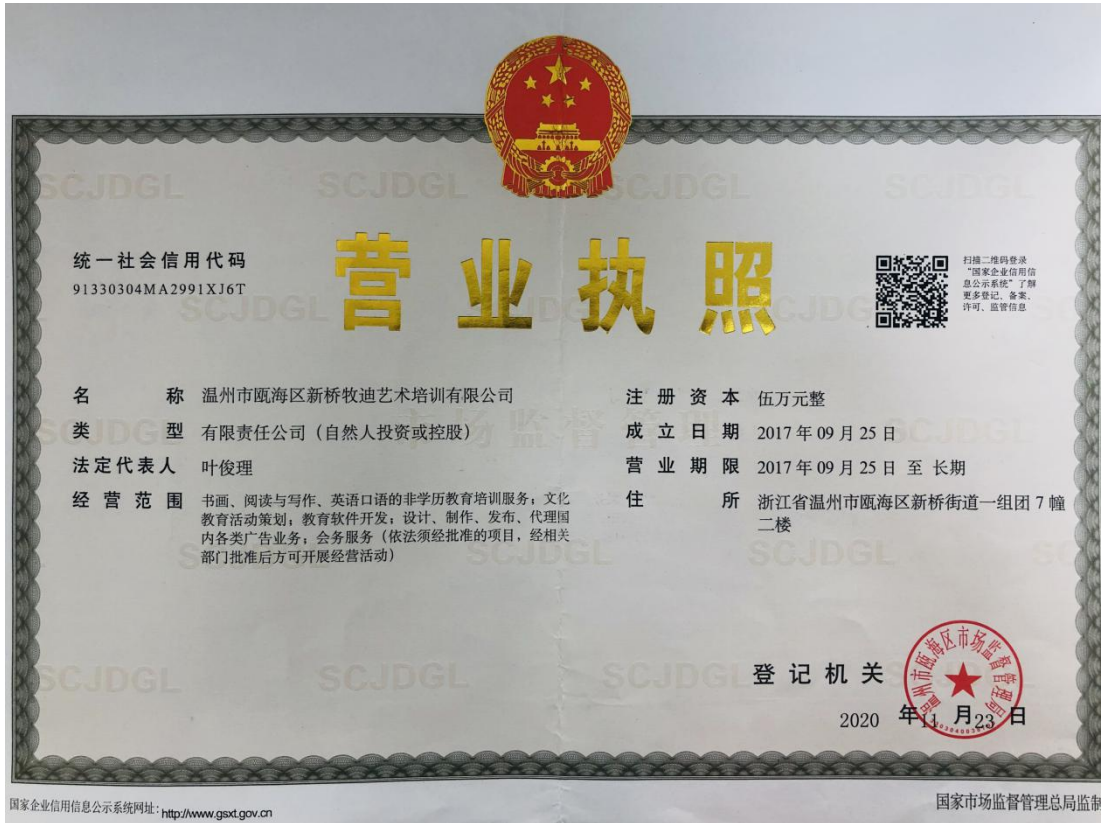 统一社会信用代码
91330304MA2991XJ6T
营业执照
扫描二维码登录
“国家企业信用信
息公示系统”了解
更多登记、备案、
许可、监管信息
名称 温州市瓯海区新桥牧迪艺术培训有限公司
类型 有限责任公司（自然人投资或控股）
法定代表人 叶俊理
经营范围 书画、阅读与写作、英语口语的非学历教育培训服务；文化
教育活动策划；教育软件开发；设计、制作、发布、代理国
内各类广告业务；会务服务（依法须经批准的项目，经相关
部门批准后方可开展经营活动）
注册资本 伍万元整
成立日期 2017年09月25日
营业期限 2017年09月25日至长期
住所 浙江省温州市瓯海区新桥街道一组团7幢
二楼
登记机关
温州市瓯海区市场监督管理局
2020年11月23日
国家企业信用信息公示系统网址：http://www.gsxt.gov.cn
国家市场监督管理总局监制
SCJDGL
市场监督管理